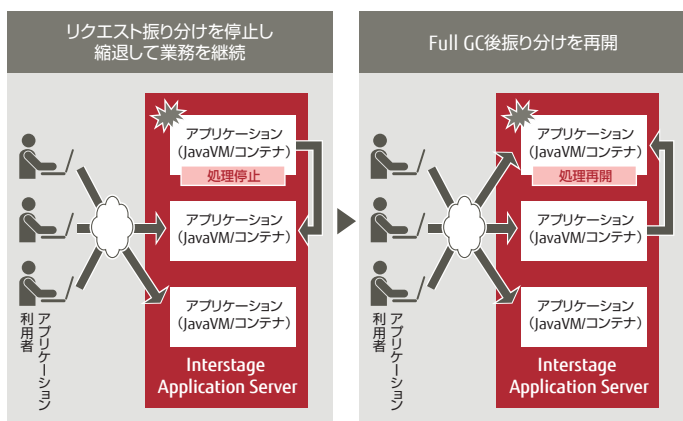 リクエスト振り分けを停止し
縮退して業務を継続
アプリケーション
(JavaVM/コンテナ)
処理停止
アプリケーション
(JavaVM/コンテナ)
アプリケーション
(JavaVM/コンテナ)
アプリケーション
利用者
Interstage
Application Server
Full GC後振り分けを再開
アプリケーション
(JavaVM/コンテナ)
処理再開
アプリケーション
(JavaVM/コンテナ)
アプリケーション
(JavaVM/コンテナ)
アプリケーション
利用者
Interstage
Application Server